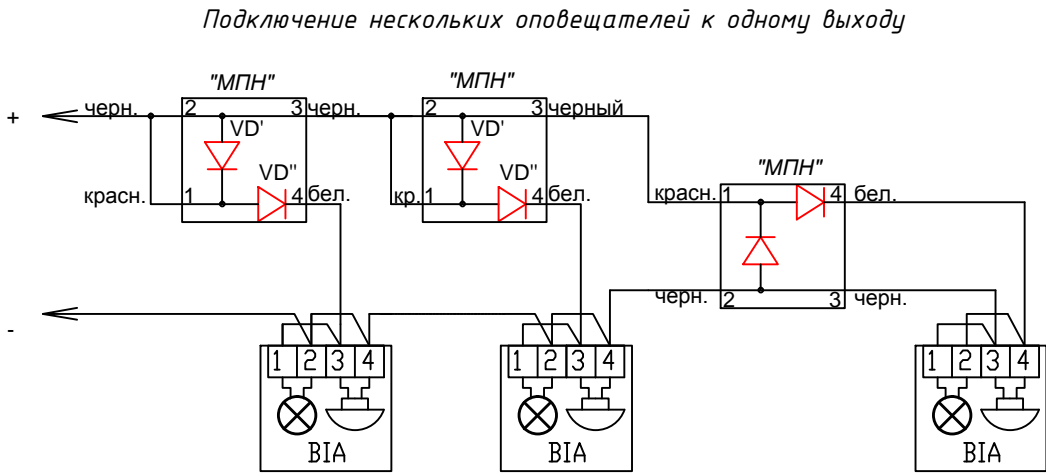 Подключение нескольких оповещателей к одному выходу
"МПН" "МПН"
+ черн. 2 3 черн. 2 3 черный
VD' VD'
"МПН"
VD" VD"
красн. 1 4 бел. кр. 1 4 бел. красн. 1 4 бел.
черн. 2 3 черн.
-
1 2 3 4 1 2 3 4 1 2 3 4
BIA BIA BIA